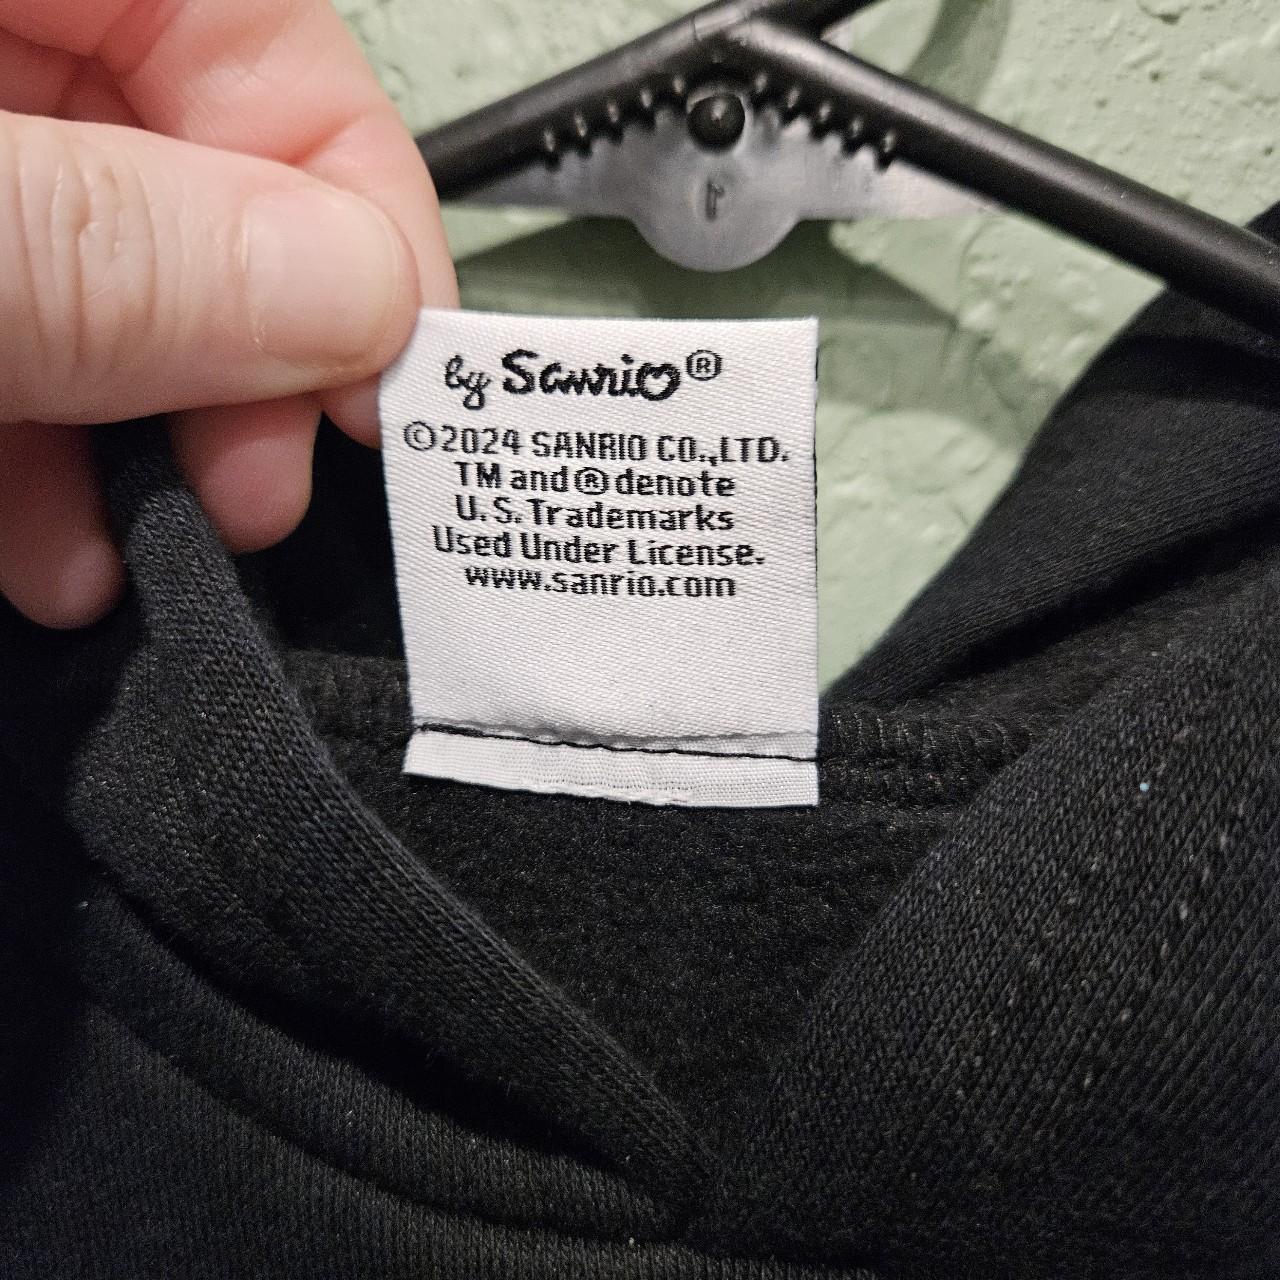 by Sanrio®
©2024 SANRIO CO.,LTD.
TM and ® denote
U.S. Trademarks
Used Under License.
www.sanrio.com